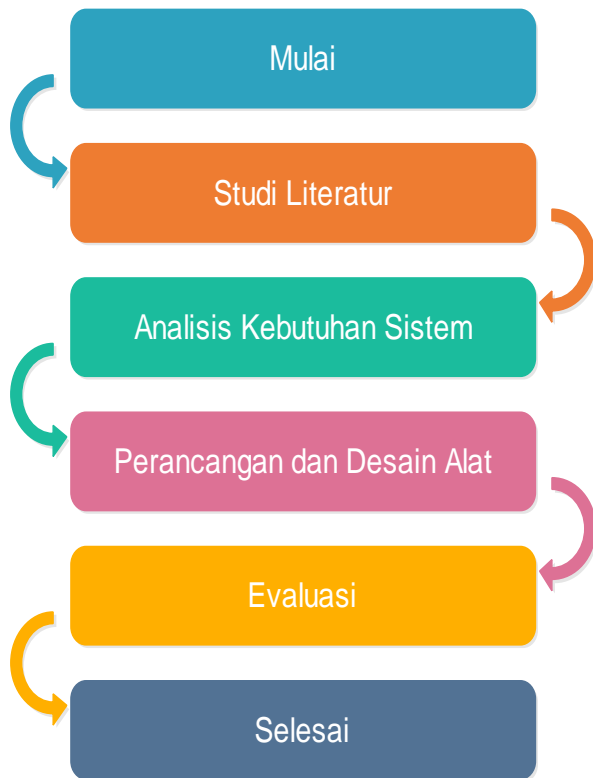 Mulai
Studi Literatur
Analisis Kebutuhan Sistem
Perancangan dan Desain Alat
Evaluasi
Selesai